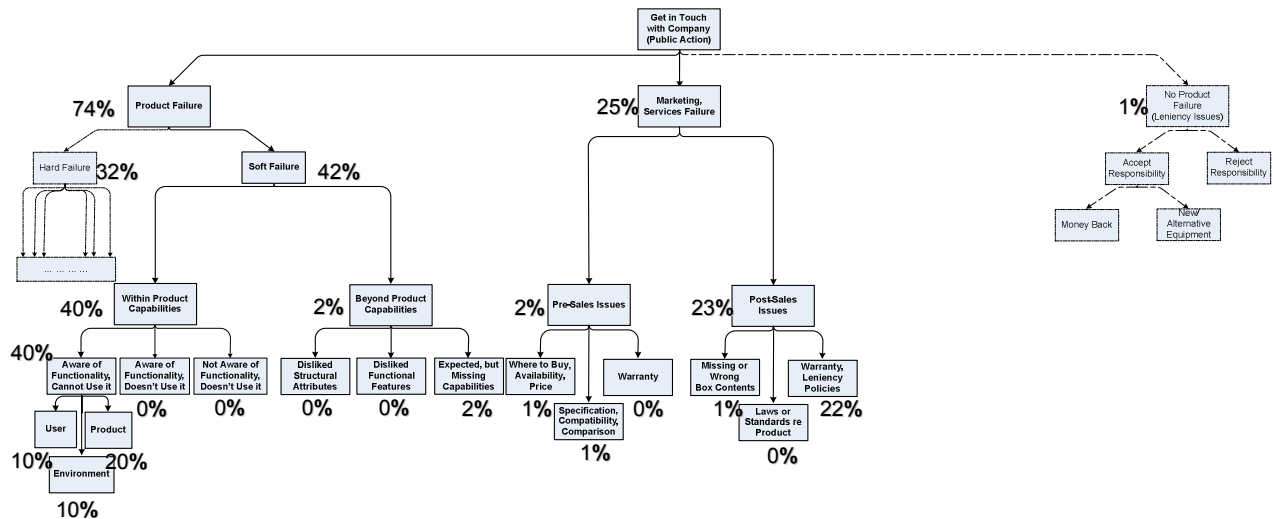 Get in Touch
with Company
(Public Action)
74%
Product Failure
25%
Marketing,
Services Failure
1%
No Product
Failure
(Leniency Issues)
Hard Failure
32%
Soft Failure
42%
Accept
Responsibility
Reject
Responsibility
Money Back
New/
Alternative
Equipment
... ... ... ...
40%
Within Product
Capabilities
2%
Beyond Product
Capabilities
2%
Pre-Sales Issues
23%
Post-Sales
Issues
40%
Aware of
Functionality,
Cannot Use it
Aware of
Functionality,
Doesn't Use it
0%
Not Aware of
Functionality,
Doesn't Use it
0%
Disliked
Structural
Attributes
0%
Disliked
Functional
Features
0%
Expected, but
Missing
Capabilities
2%
Where to Buy,
Availability,
Price
1%
Specification,
Compatibility,
Comparison
1%
Warranty
0%
Missing or
Wrong
Box Contents
1%
Laws or
Standards re
Product
0%
Warranty,
Leniency
Policies
22%
User
10%
Product
20%
Environment
10%